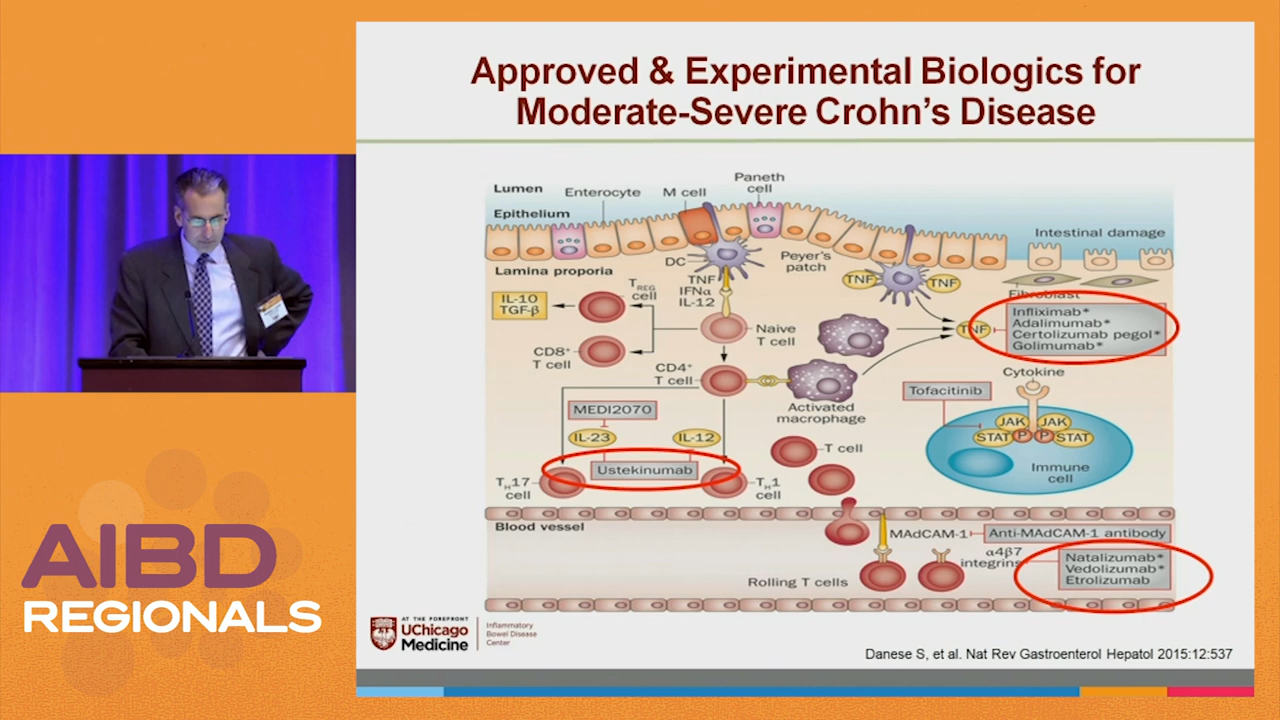 Approved & Experimental Biologics for
Moderate-Severe Crohn's Disease
Lumen
Enterocyte
M cell
Paneth
cell
Epithelium
Intestinal damage
DC
Peyer's
patch
Lamina proporia
TNF
IFNα
IL-12
TNF
TNF
Fibroblast
IL-10
TGF-β
TREG
cell
Naive
T cell
TNF
Infliximab*
Adalimumab*
Certolizumab pegol*
Golimumab*
CD8+
T cell
CD4+
T cell
Activated
macrophage
Cytokine
Tofacitinib
MEDI2070
IL-23
IL-12
JAK
JAK
STAT
P
P
STAT
T cell
Ustekinumab
Immune
cell
TH17
cell
TH1
cell
Blood vessel
MAdCAM-1
Anti-MAdCAM-1 antibody
α4β7
integrins
Natalizumab*
Vedolizumab*
Etrolizumab
Rolling T cells
AIBD
REGIONALS
AT THE FOREFRONT
UChicago
Medicine
Inflammatory
Bowel Disease
Center
Danese S, et al. Nat Rev Gastroenterol Hepatol 2015:12:537